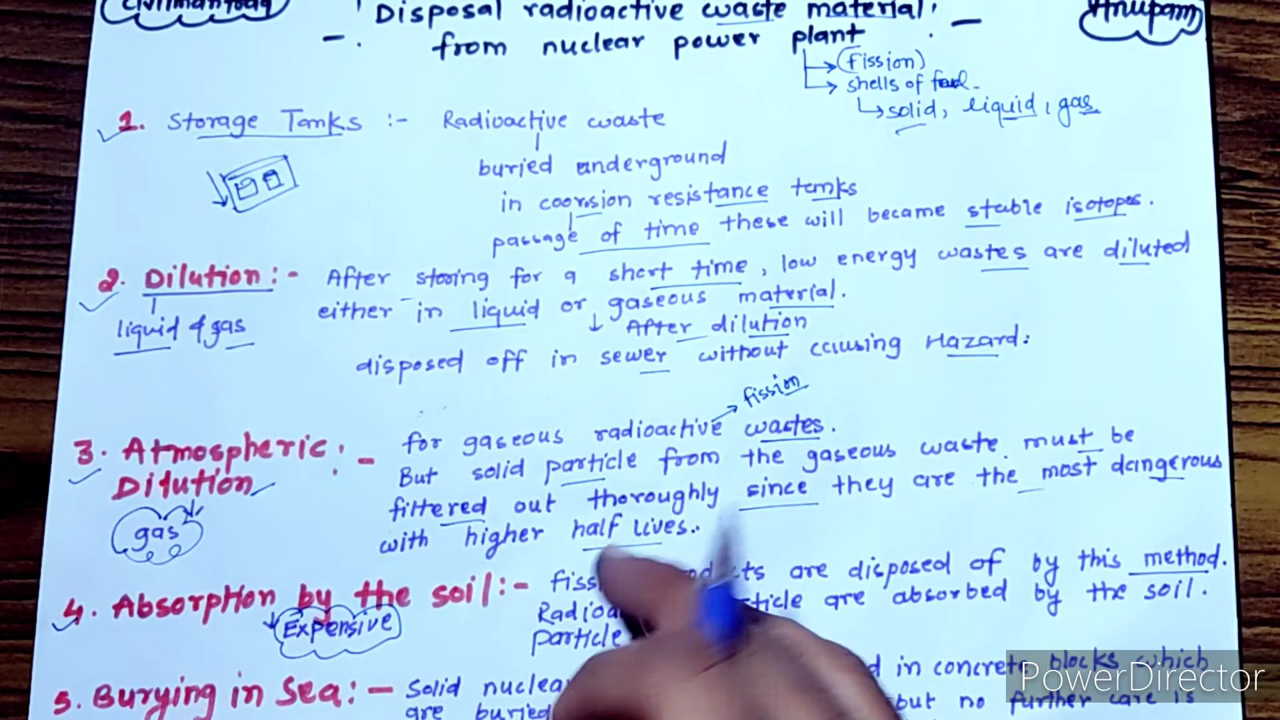 Disposal radioactive waste material
Anupam
from nuclear power plant
(fission)
shells of fuel.
solid, liquid, gas
1. Storage Tanks :- Radioactive waste
buried underground
in coorsion resistance tanks
passage of time these will became stable isotopes.
2. Dilution :- After storing for a short time, low energy wastes are diluted
either in liquid or gaseous material.
liquid & gas
After dilution
disposed off in sewer without causing Hazard.
fission
3. Atmospheric Dilution :- for gaseous radioactive wastes.
But solid particle from the gaseous waste must be
filtered out thoroughly since they are the most dangerous
with higher half lives.
gas
4. Absorption by the soil :- are disposed of by this method.
are absorbed by the soil.
Expensive
particle
5. Burying in Sea :- Solid in concrete blocks which
are buried but no further care is
PowerDirector